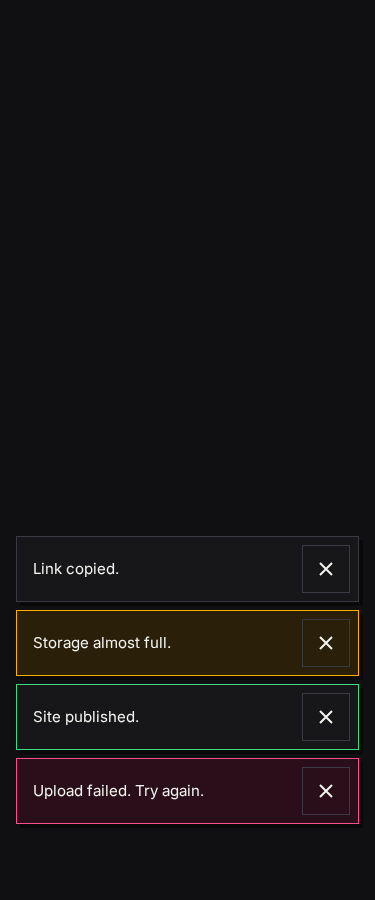 Link copied.
Storage almost full.
Site published.
Upload failed. Try again.